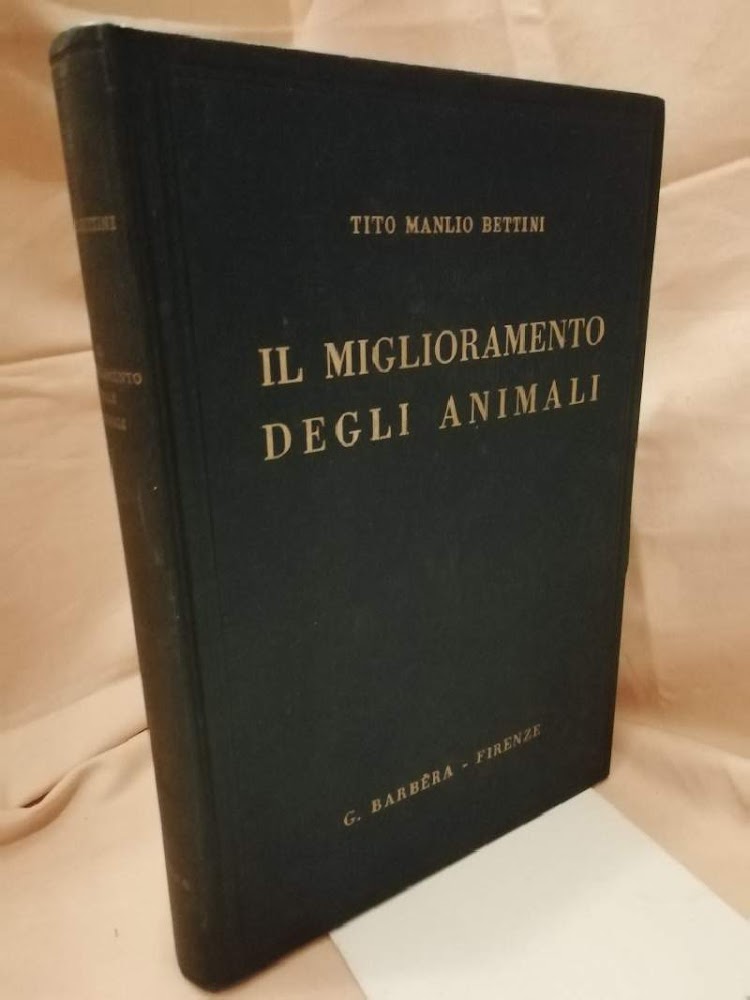 TITO MANLIO BETTINI
IL MIGLIORAMENTO
DEGLI ANIMALI
G. BARBÈRA - FIRENZE